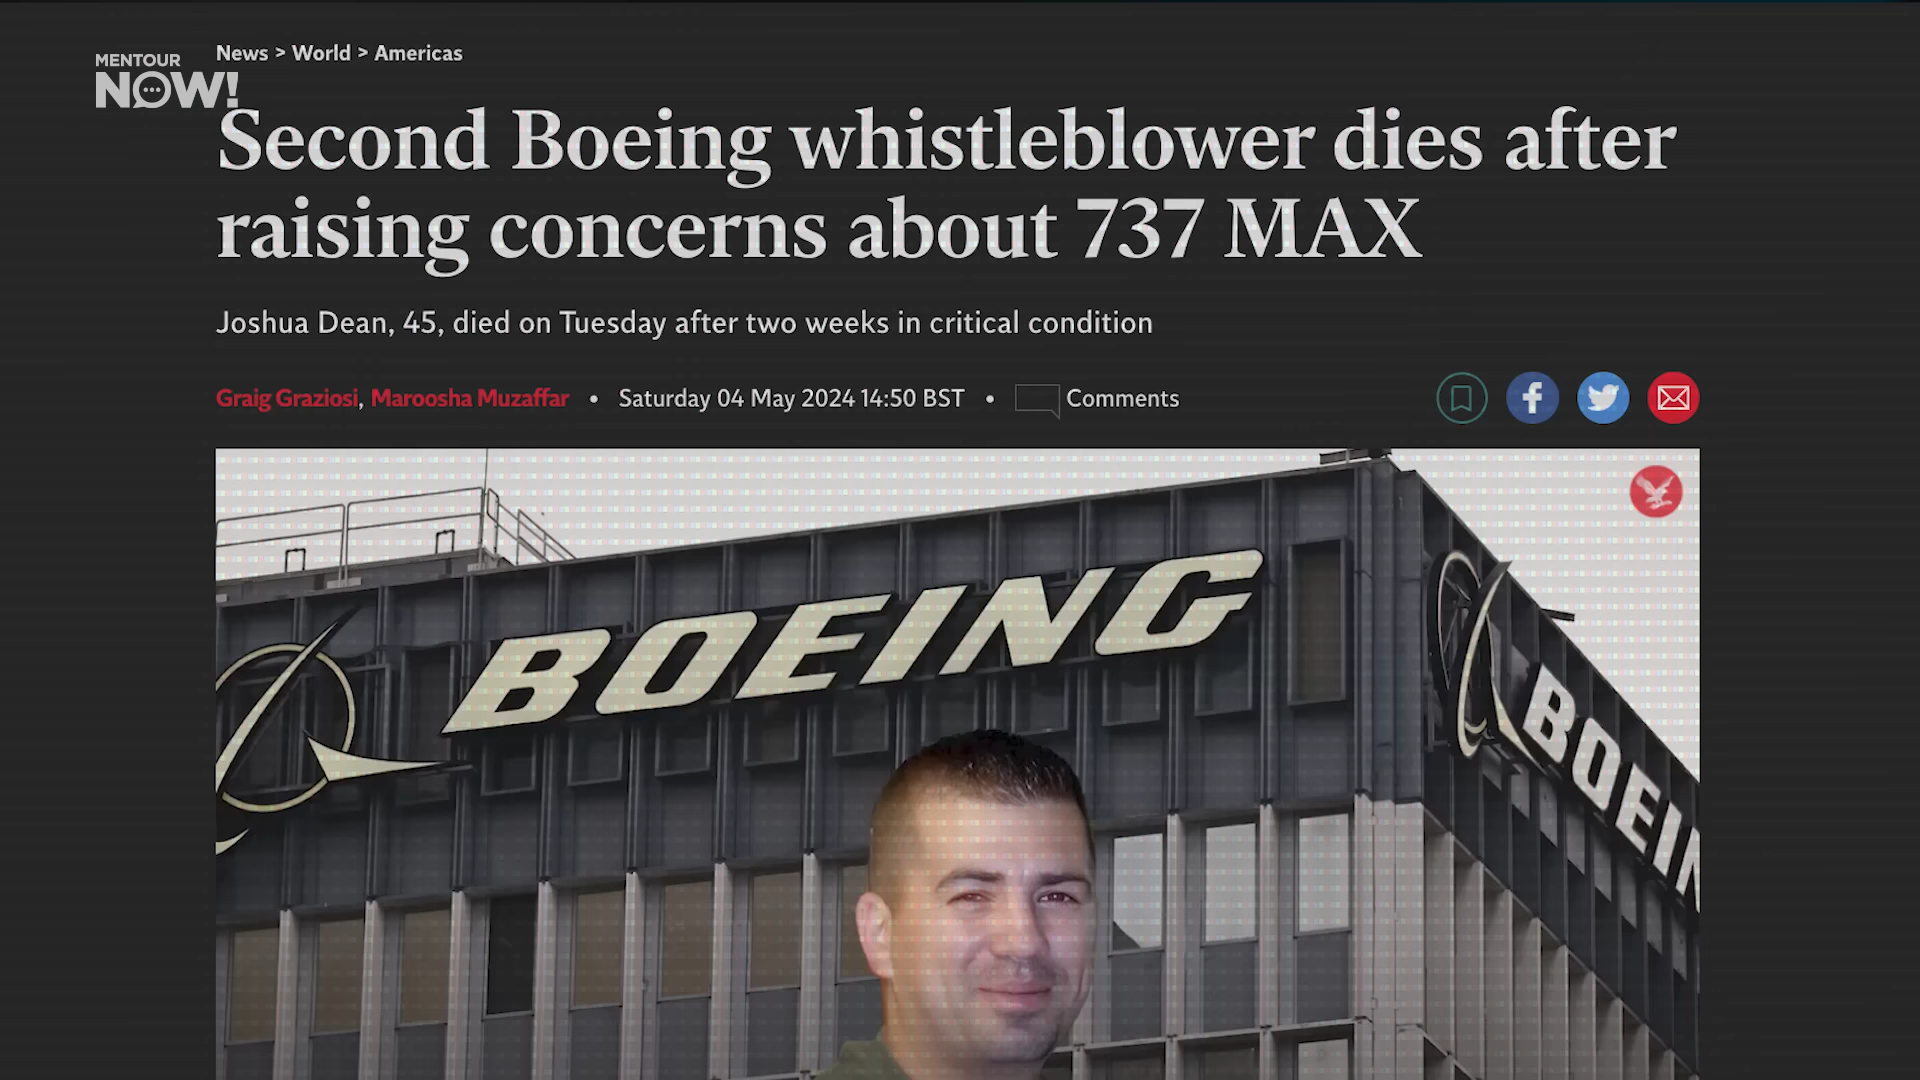 MENTOUR
NOW!
News > World > Americas
Second Boeing whistleblower dies after
raising concerns about 737 MAX
Joshua Dean, 45, died on Tuesday after two weeks in critical condition
Graig Graziosi, Maroosha Muzaffar • Saturday 04 May 2024 14:50 BST • Comments
BOEING
BOEIN